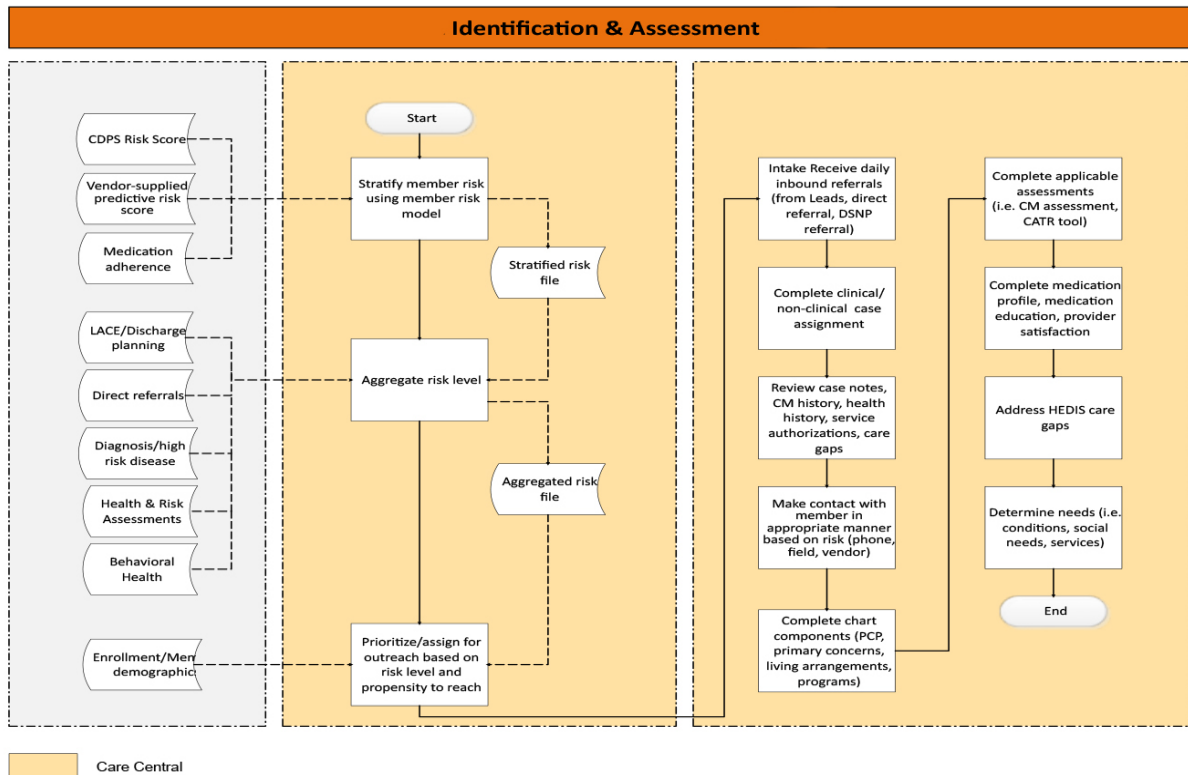 Identification & Assessment
CDPS Risk Score
Vendor-supplied
predictive risk
score
Medication
adherence
LACE/Discharge
planning
Direct referrals
Diagnosis/high
risk disease
Health & Risk
Assessments
Behavioral
Health
Enrollment/Mem
demographic
Start
Stratify member risk
using member risk
model
Stratified risk
file
Aggregate risk level
Aggregated risk
file
Prioritize/assign for
outreach based on
risk level and
propensity to reach
Intake Receive daily
inbound referrals
(from Leads, direct
referral, DSNP
referral)
Complete clinical/
non-clinical case
assignment
Review case notes,
CM history, health
history, service
authorizations, care
gaps
Make contact with
member in
appropriate manner
based on risk (phone,
field, vendor)
Complete chart
components (PCP,
primary concerns,
living arrangements,
programs)
Complete applicable
assessments
(i.e. CM assessment,
CATR tool)
Complete medication
profile, medication
education, provider
satisfaction
Address HEDIS care
gaps
Determine needs (i.e.
conditions, social
needs, services)
End
Care Central